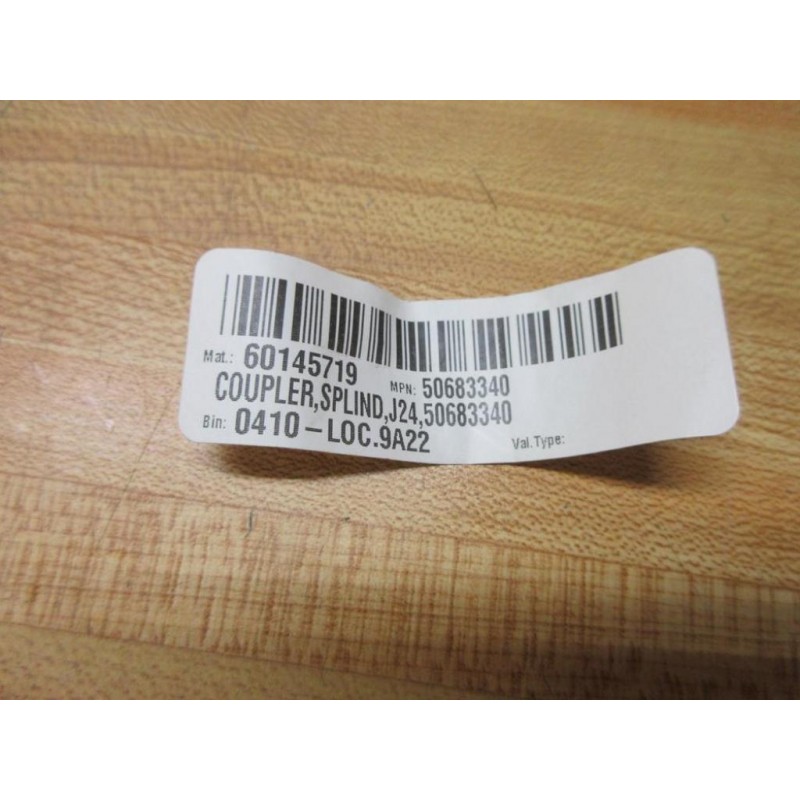 Mat.: 60145719 MPN: 50683340
COUPLER,SPLIND,J24,50683340
Bin: 0410-LOC.9A22 Val.Type: